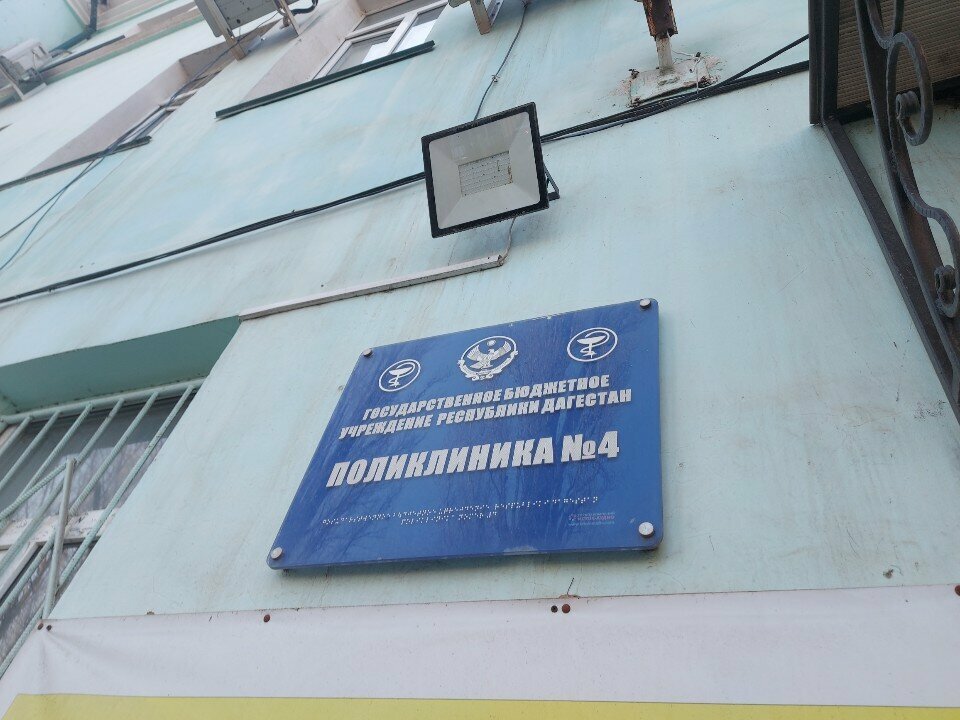 ГОСУДАРСТВЕННОЕ БЮДЖЕТНОЕ
УЧРЕЖДЕНИЕ РЕСПУБЛИКИ ДАГЕСТАН
ПОЛИКЛИНИКА №4